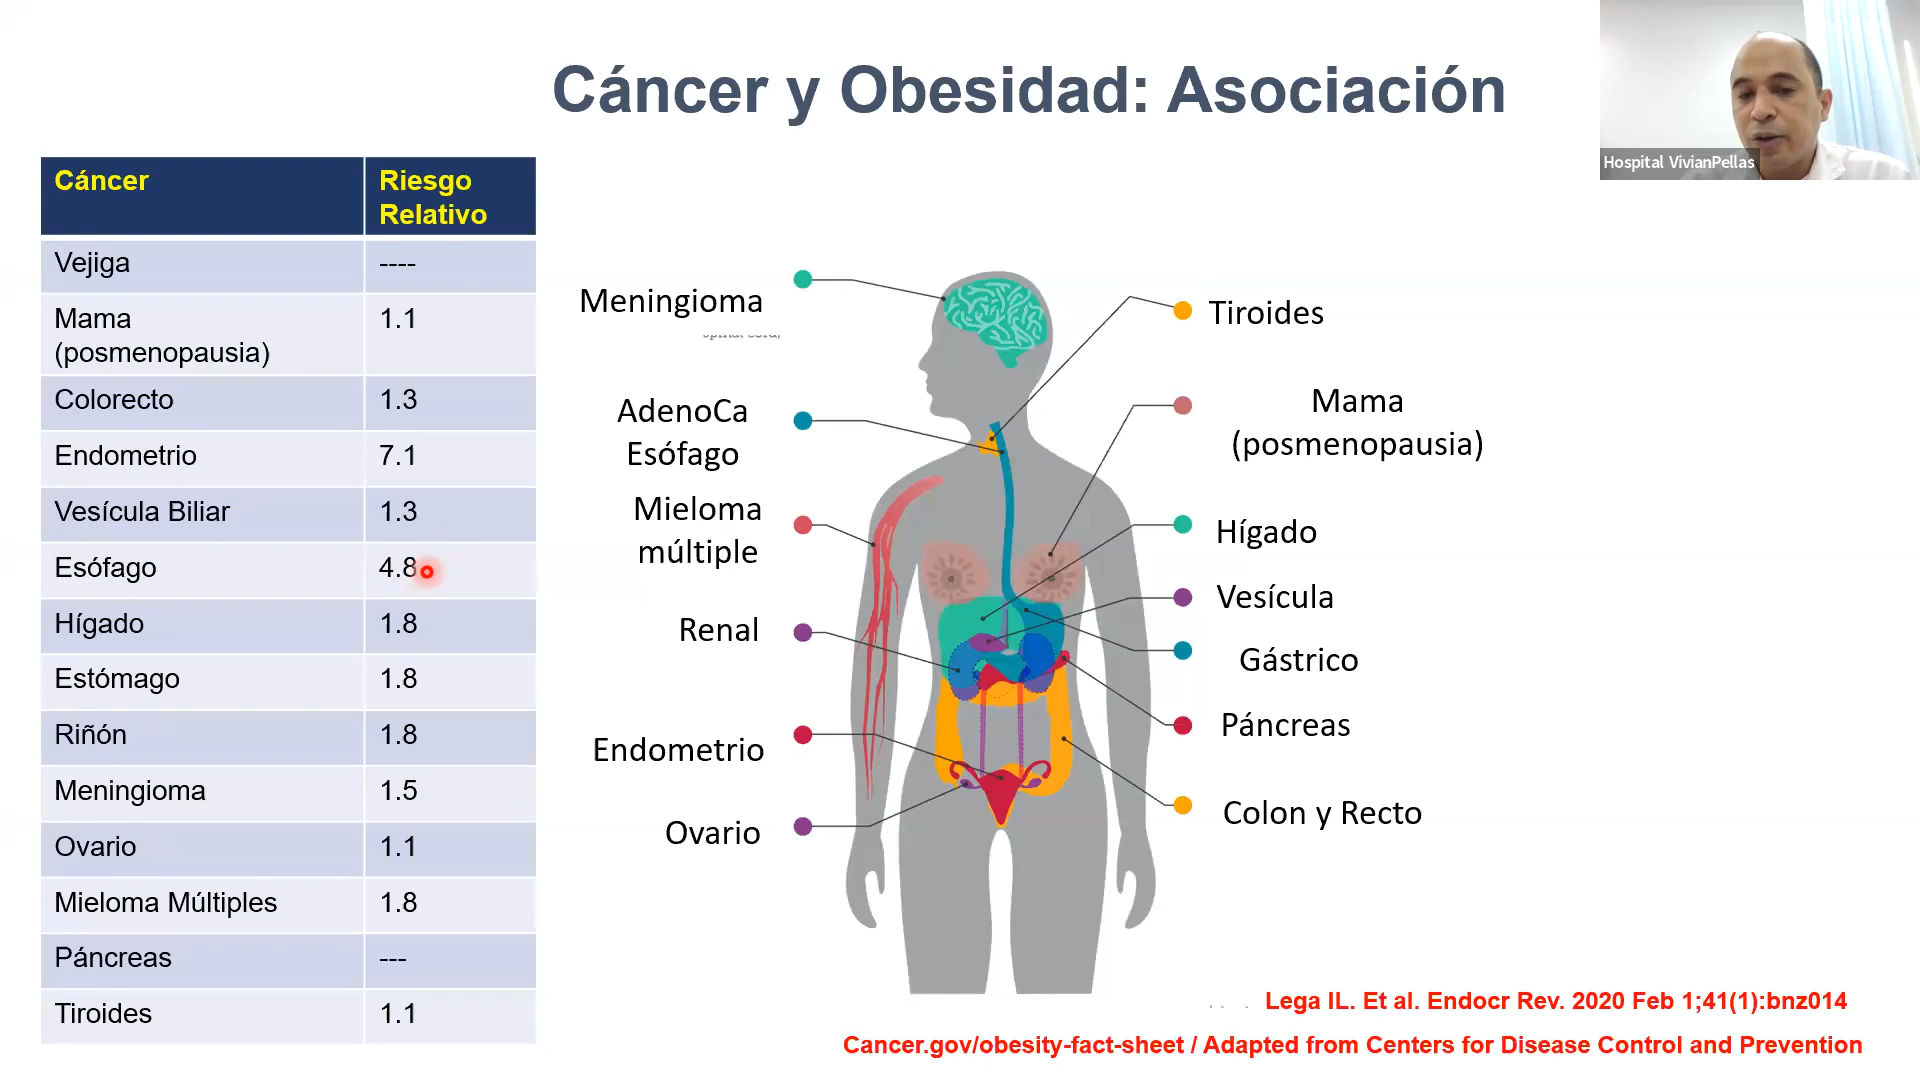 Cáncer y Obesidad: Asociación
Hospital VivianPellas
Cáncer Riesgo
Relativo
Vejiga ----
Mama 1.1
(posmenopausia)
Colorecto 1.3
Endometrio 7.1
Vesícula Biliar 1.3
Esófago 4.8
Hígado 1.8
Estómago 1.8
Riñón 1.8
Meningioma 1.5
Ovario 1.1
Mieloma Múltiples 1.8
Páncreas ---
Tiroides 1.1
Meningioma
AdenoCa
Esófago
Mieloma
múltiple
Renal
Endometrio
Ovario
Tiroides
Mama
(posmenopausia)
Hígado
Vesícula
Gástrico
Páncreas
Colon y Recto
Lega IL. Et al. Endocr Rev. 2020 Feb 1;41(1):bnz014
Cancer.gov/obesity-fact-sheet / Adapted from Centers for Disease Control and Prevention